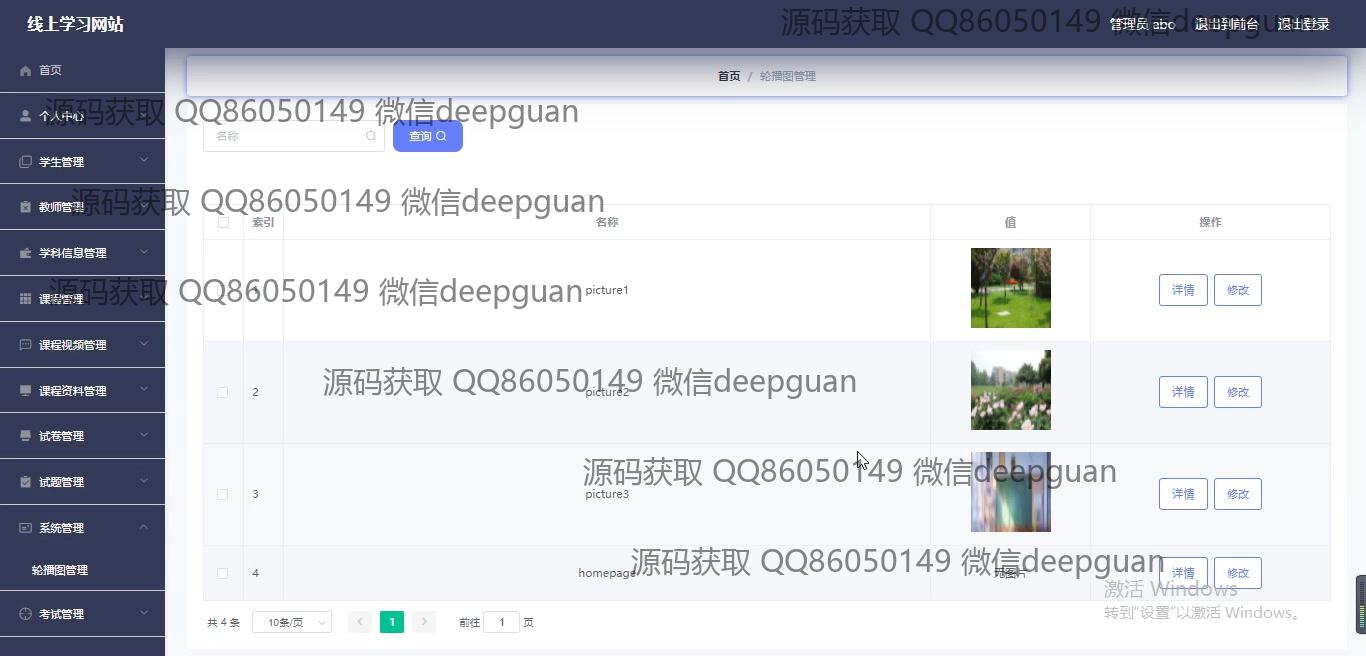 线上学习网站
源码获取 QQ86050149 微信deepguan
管理员 abo 退出到前台 退出登录
首页
首页 / 轮播图管理
个人中心
源码获取 QQ86050149 微信deepguan
名称
查询
学生管理
教师管理
源码获取 QQ86050149 微信deepguan
索引 名称 值 操作
学科信息管理
课程管理
源码获取 QQ86050149 微信deepguan
picture1 详情 修改
课程视频管理
课程资料管理
源码获取 QQ86050149 微信deepguan
2 picture2 详情 修改
试卷管理
试题管理
源码获取 QQ86050149 微信deepguan
3 picture3 详情 修改
系统管理
轮播图管理
源码获取 QQ86050149 微信deepguan
4 homepage 无图片 详情 修改
激活 Windows
转到"设置"以激活 Windows。
考试管理
共 4 条 10条/页 1 前往 1 页